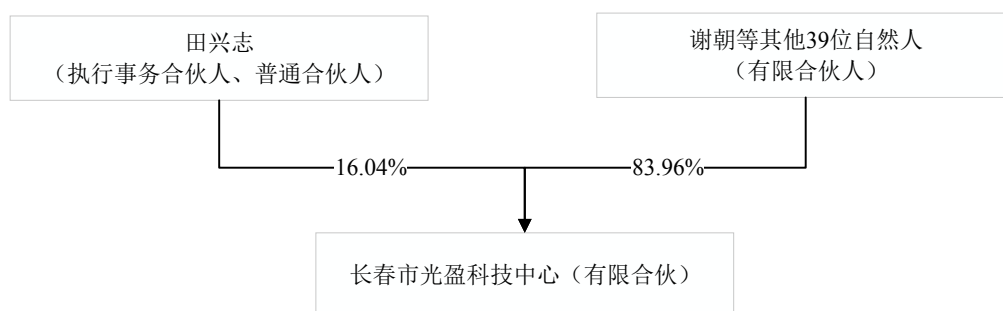 田兴志
（执行事务合伙人、普通合伙人）
谢朝等其他39位自然人
（有限合伙人）
16.04%
83.96%
长春市光盈科技中心（有限合伙）